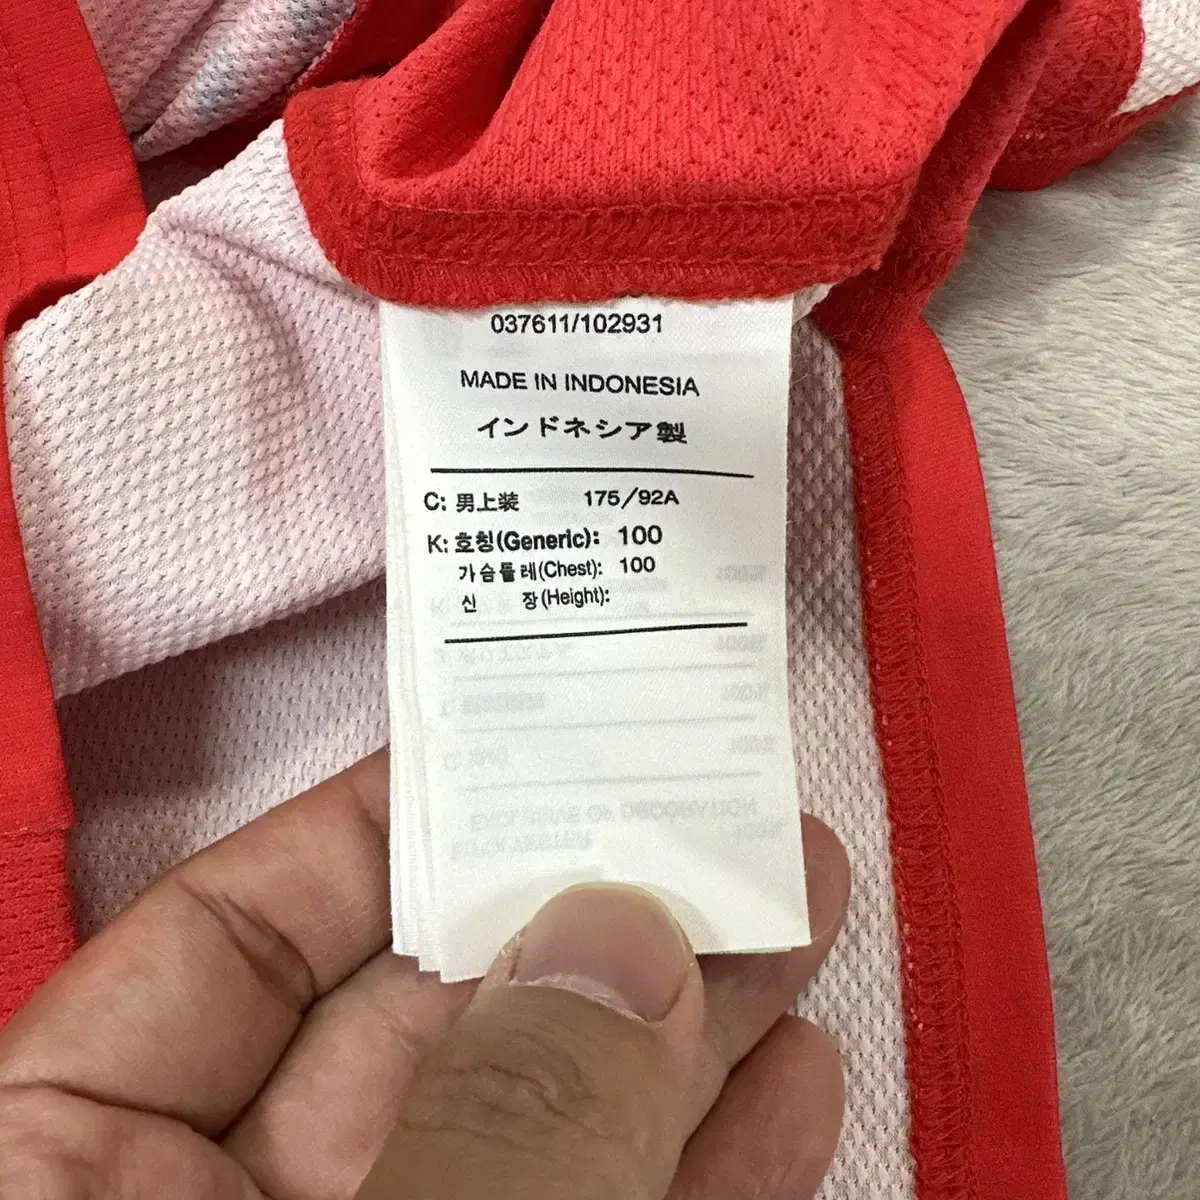 037611/102931
MADE IN INDONESIA
インドネシア製
C: 男上装 175/92A
K: 호칭(Generic): 100
가슴둘레(Chest): 100
신 장(Height):